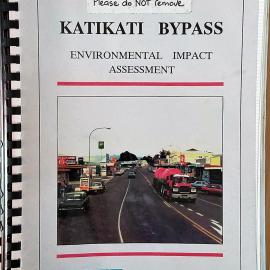 Please do NOT remove
KATIKATI BYPASS
ENVIRONMENTAL IMPACT
ASSESSMENT